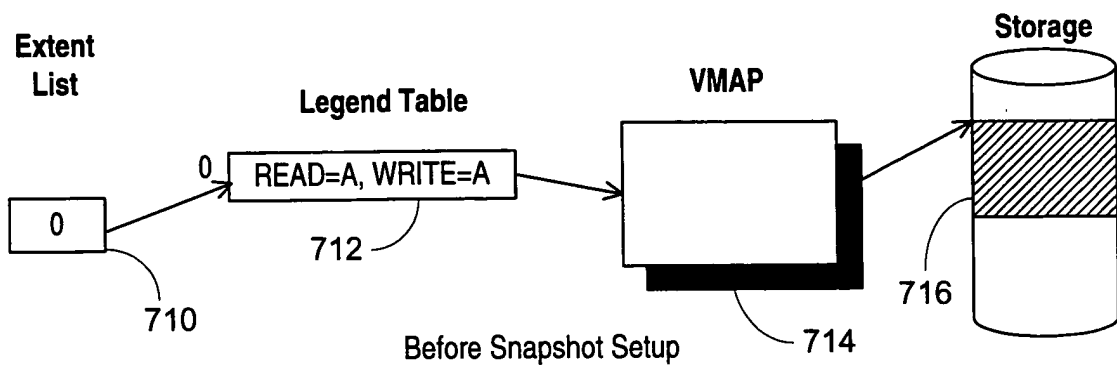 Extent
List
Legend Table
VMAP
Storage
0
READ=A, WRITE=A
0
712
710
714
716
Before Snapshot Setup